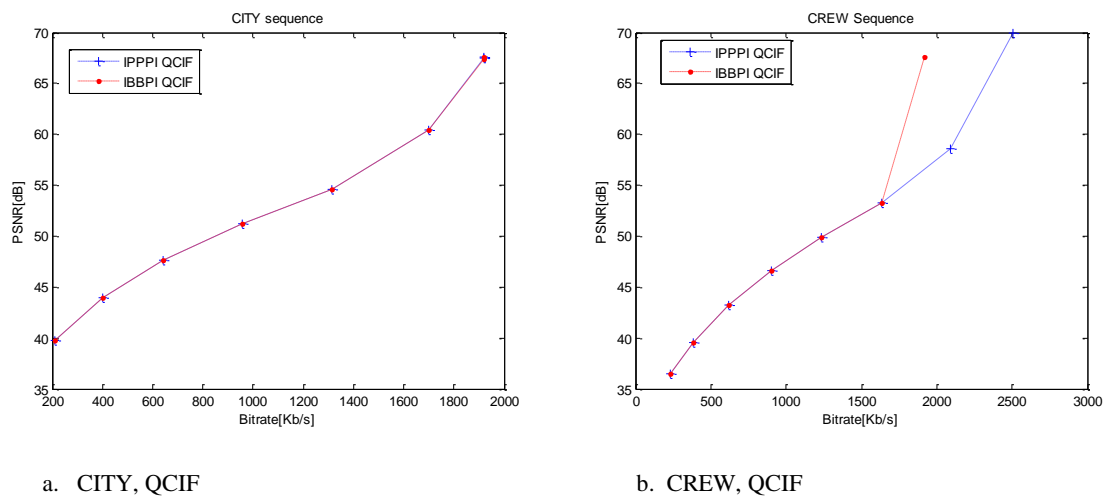 CITY sequence
70
65
60
55
50
45
40
35
PSNR[dB]
IPPPI QCIF
IBBPI QCIF
200 400 600 800 1000 1200 1400 1600 1800 2000
Bitrate[Kb/s]
a. CITY, QCIF
CREW Sequence
70
65
60
55
50
45
40
35
PSNR[dB]
IPPPI QCIF
IBBPI QCIF
0 500 1000 1500 2000 2500 3000
Bitrate[Kb/s]
b. CREW, QCIF